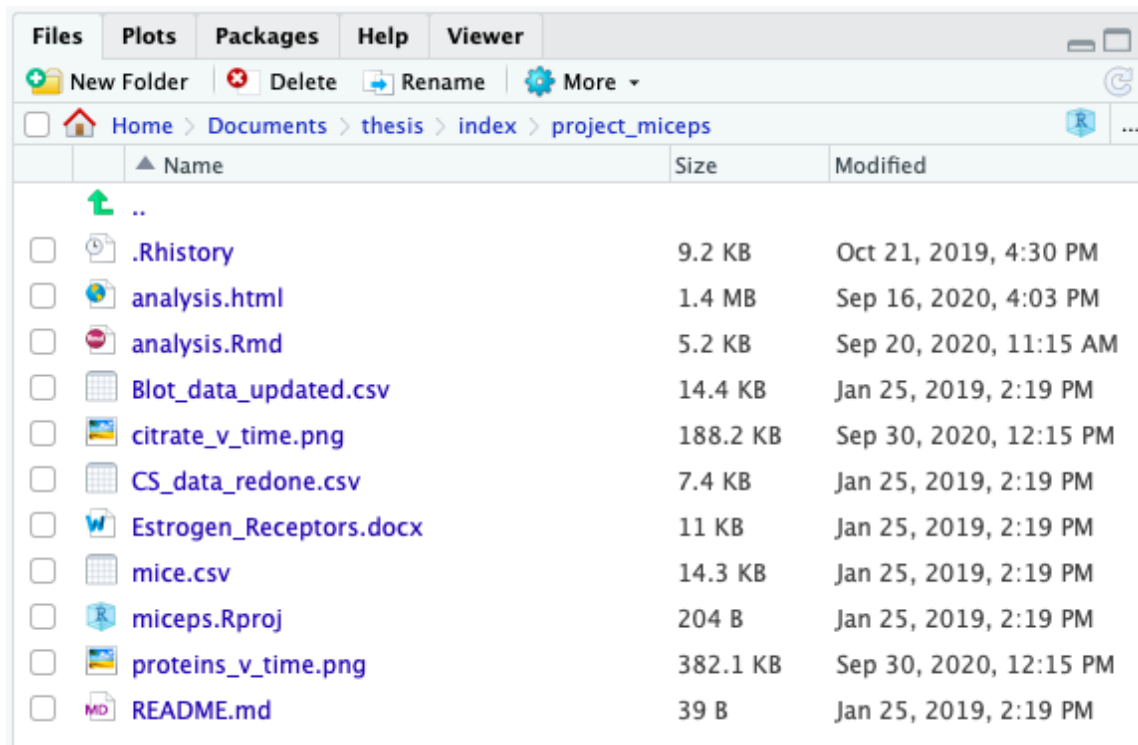 Files Plots Packages Help Viewer
New Folder Delete Rename More
Home > Documents > thesis > index > project_miceps R ...
Name Size Modified
..
.Rhistory 9.2 KB Oct 21, 2019, 4:30 PM
analysis.html 1.4 MB Sep 16, 2020, 4:03 PM
analysis.Rmd 5.2 KB Sep 20, 2020, 11:15 AM
Blot_data_updated.csv 14.4 KB Jan 25, 2019, 2:19 PM
citrate_v_time.png 188.2 KB Sep 30, 2020, 12:15 PM
CS_data_redone.csv 7.4 KB Jan 25, 2019, 2:19 PM
W Estrogen_Receptors.docx 11 KB Jan 25, 2019, 2:19 PM
mice.csv 14.3 KB Jan 25, 2019, 2:19 PM
R miceps.Rproj 204 B Jan 25, 2019, 2:19 PM
proteins_v_time.png 382.1 KB Sep 30, 2020, 12:15 PM
MD README.md 39 B Jan 25, 2019, 2:19 PM